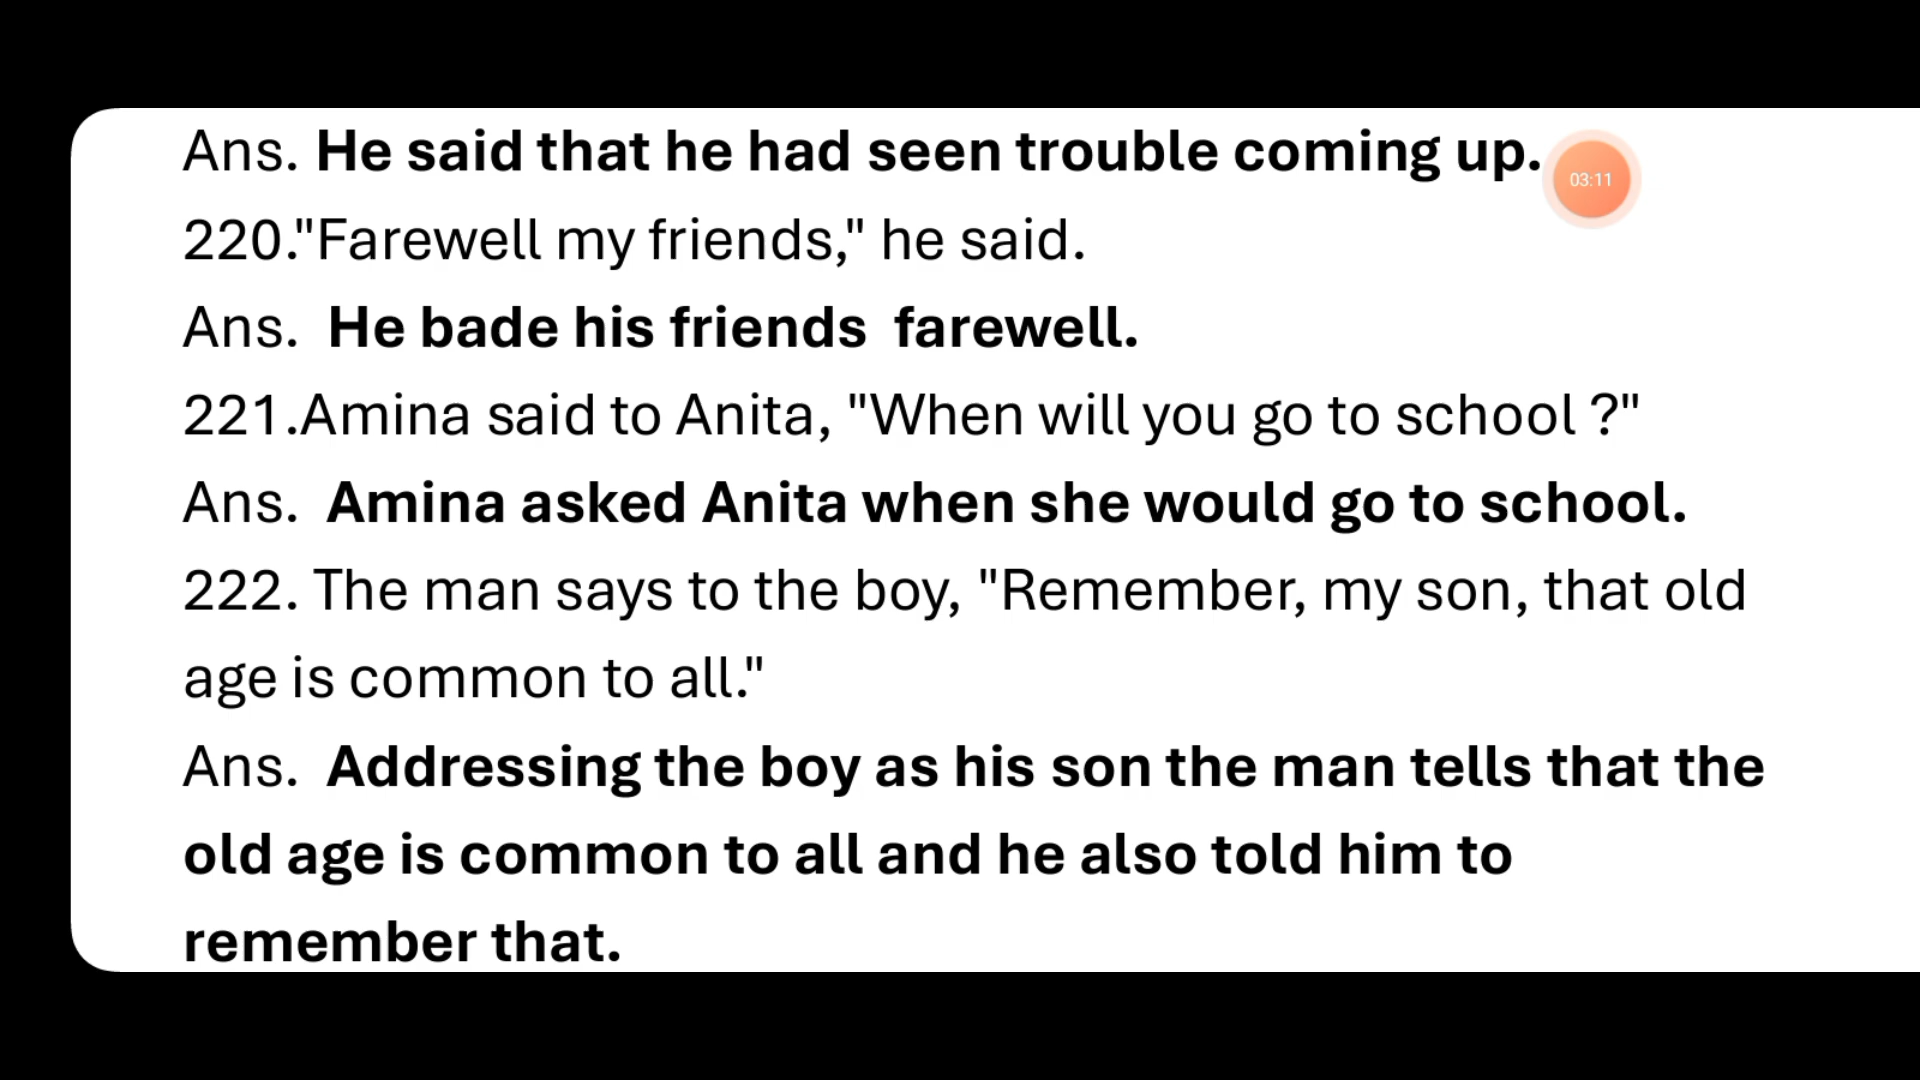 Ans. He said that he had seen trouble coming up.
03:11
220."Farewell my friends," he said.
Ans.  He bade his friends  farewell.
221.Amina said to Anita, "When will you go to school ?"
Ans.  Amina asked Anita when she would go to school.
222. The man says to the boy, "Remember, my son, that old
age is common to all."
Ans.  Addressing the boy as his son the man tells that the
old age is common to all and he also told him to
remember that.